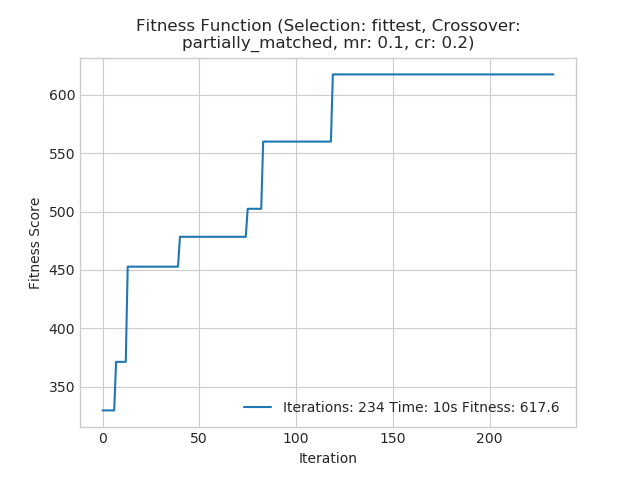 Fitness Function (Selection: fittest, Crossover:
partially_matched, mr: 0.1, cr: 0.2)
600
550
500
450
400
350
Fitness Score
Iterations: 234 Time: 10s Fitness: 617.6
0 50 100 150 200
Iteration